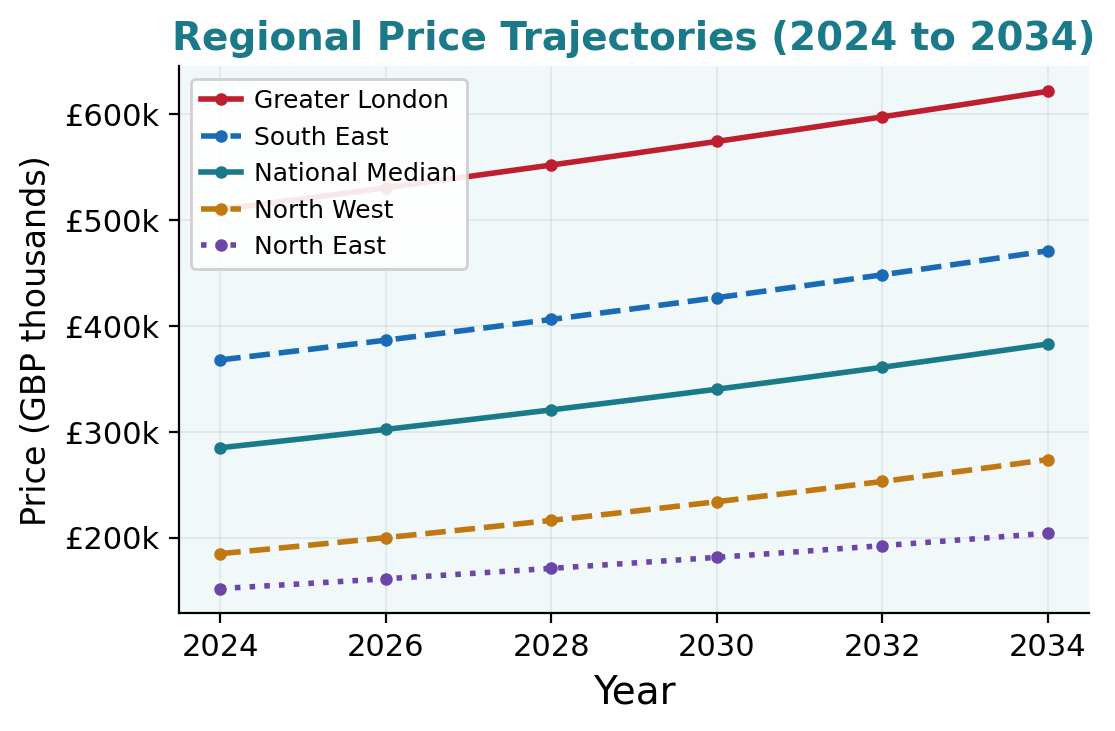 Regional Price Trajectories (2024 to 2034)
Greater London
South East
National Median
North West
North East
£600k
£500k
£400k
£300k
£200k
Price (GBP thousands)
2024 2026 2028 2030 2032 2034
Year